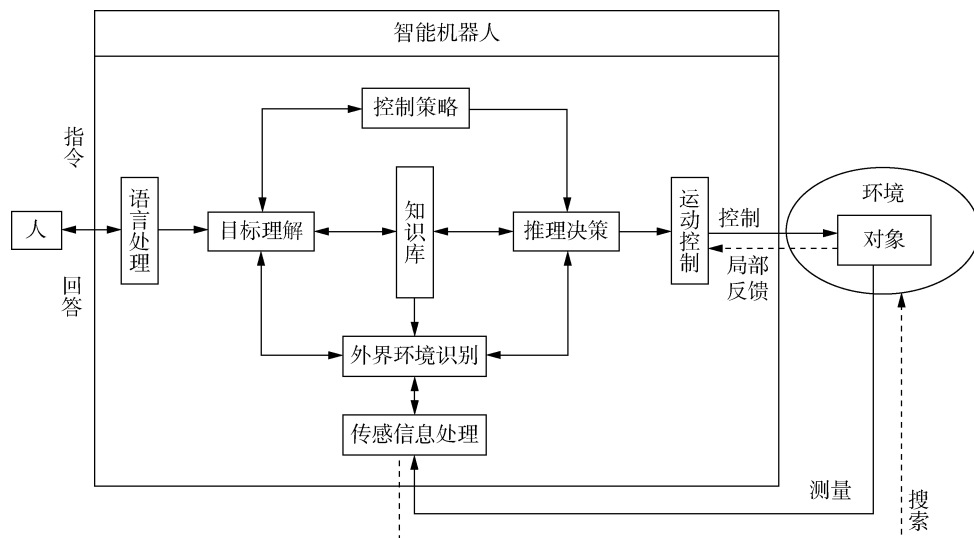 智能机器人
控制策略
指令
人
回答
语言处理
目标理解
知识库
推理决策
运动控制
控制
局部
反馈
环境
对象
外界环境识别
传感信息处理
测量
搜索